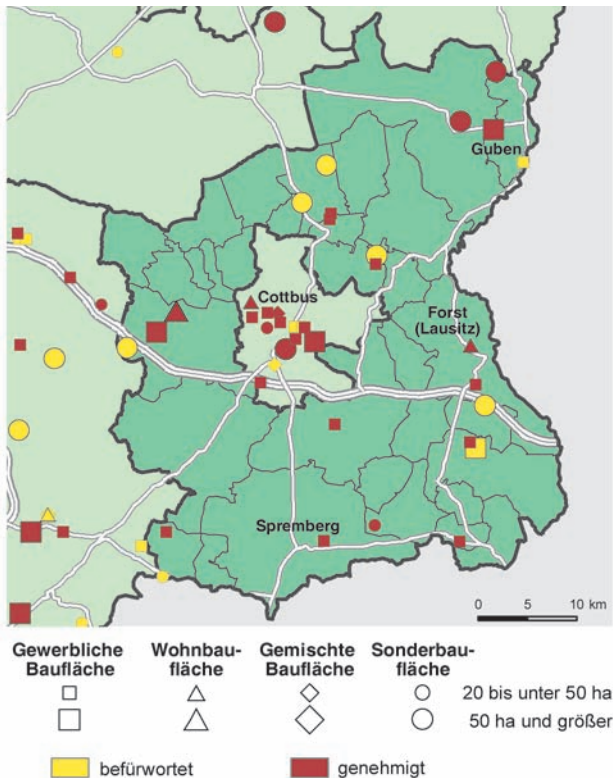 Guben
Cottbus
Forst
(Lausitz)
Spremberg
0 5 10 km
Gewerbliche Baufläche
Wohnbau-
fläche
Gemischte
Baufläche
Sonderbau-
fläche
20 bis unter 50 ha
50 ha und größer
befürwortet
genehmigt